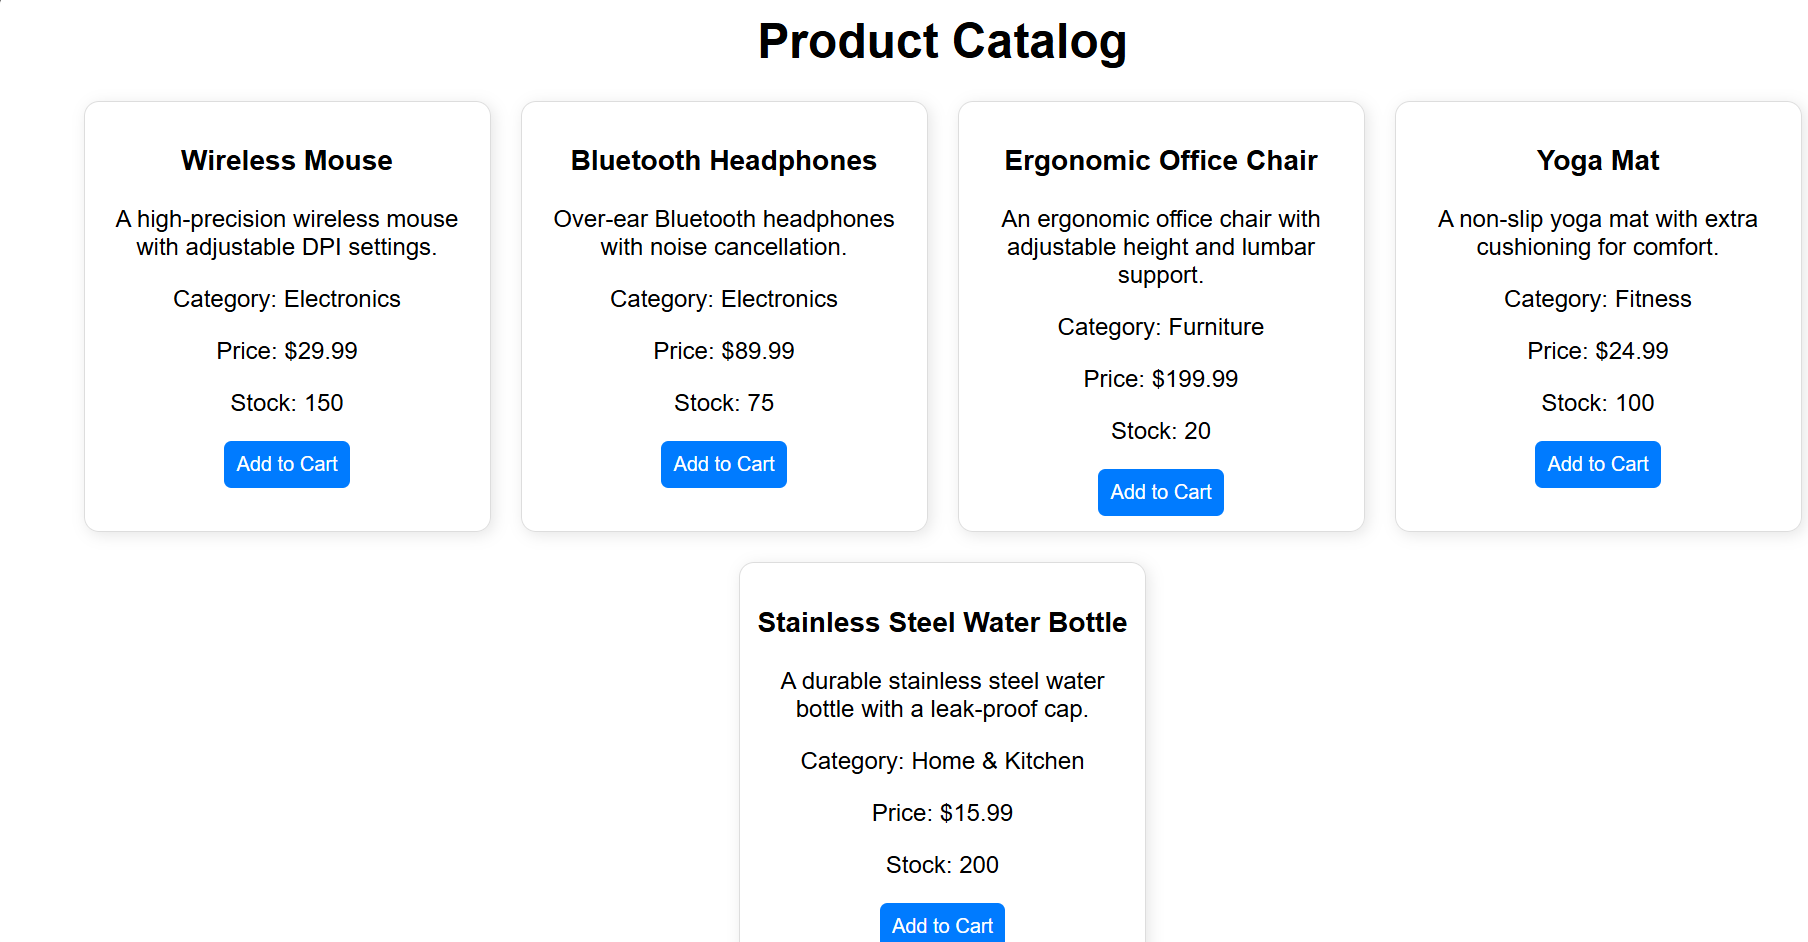 Product Catalog
Wireless Mouse
A high-precision wireless mouse
with adjustable DPI settings.
Category: Electronics
Price: $29.99
Stock: 150
Add to Cart
Bluetooth Headphones
Over-ear Bluetooth headphones
with noise cancellation.
Category: Electronics
Price: $89.99
Stock: 75
Add to Cart
Ergonomic Office Chair
An ergonomic office chair with
adjustable height and lumbar
support.
Category: Furniture
Price: $199.99
Stock: 20
Add to Cart
Yoga Mat
A non-slip yoga mat with extra
cushioning for comfort.
Category: Fitness
Price: $24.99
Stock: 100
Add to Cart
Stainless Steel Water Bottle
A durable stainless steel water
bottle with a leak-proof cap.
Category: Home & Kitchen
Price: $15.99
Stock: 200
Add to Cart